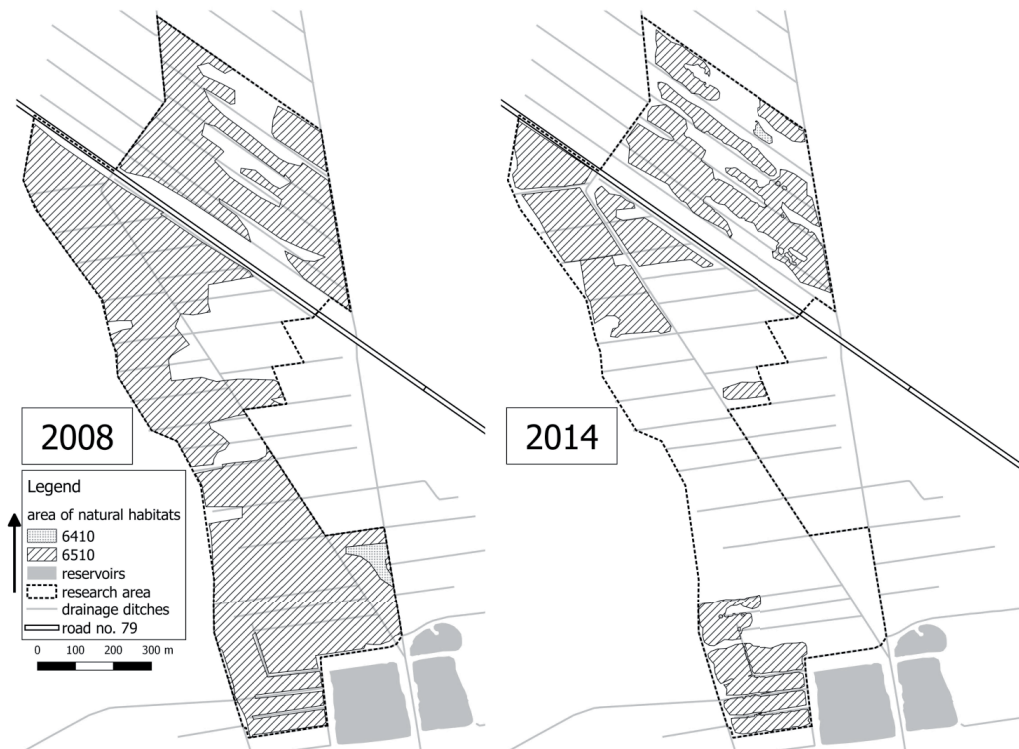 2008
2014
Legend
area of natural habitats
6410
6510
reservoirs
research area
drainage ditches
road no. 79
0 100 200 300 m